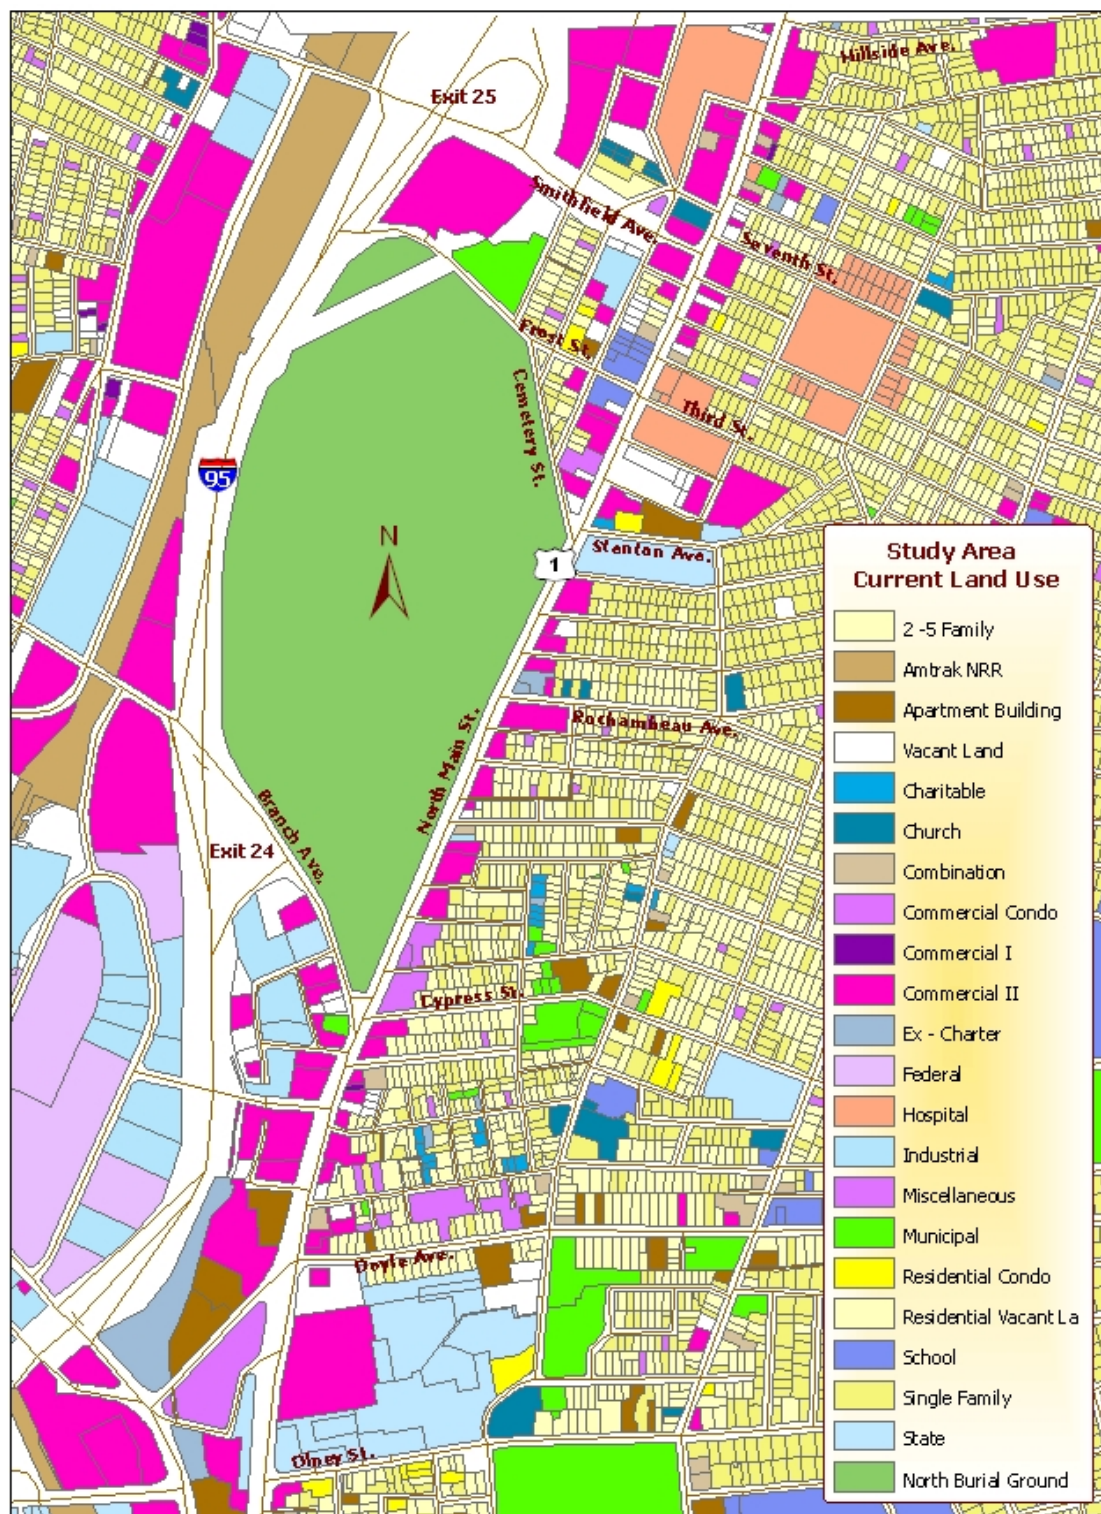 Hillside Ave.
Exit 25
Smithfield Ave.
Seventh St.
Frest St.
Cemetery St.
Third St.
95
N
1
Stanton Ave.
Rochambeau Ave.
North Main St.
Branch Ave.
Exit 24
Cypress St.
Doyle Ave.
Olney St.
Study Area
Current Land Use
2 -5 Family
Amtrak NRR
Apartment Building
Vacant Land
Charitable
Church
Combination
Commercial Condo
Commercial I
Commercial II
Ex - Charter
Federal
Hospital
Industrial
Miscellaneous
Municipal
Residential Condo
Residential Vacant La
School
Single Family
State
North Burial Ground